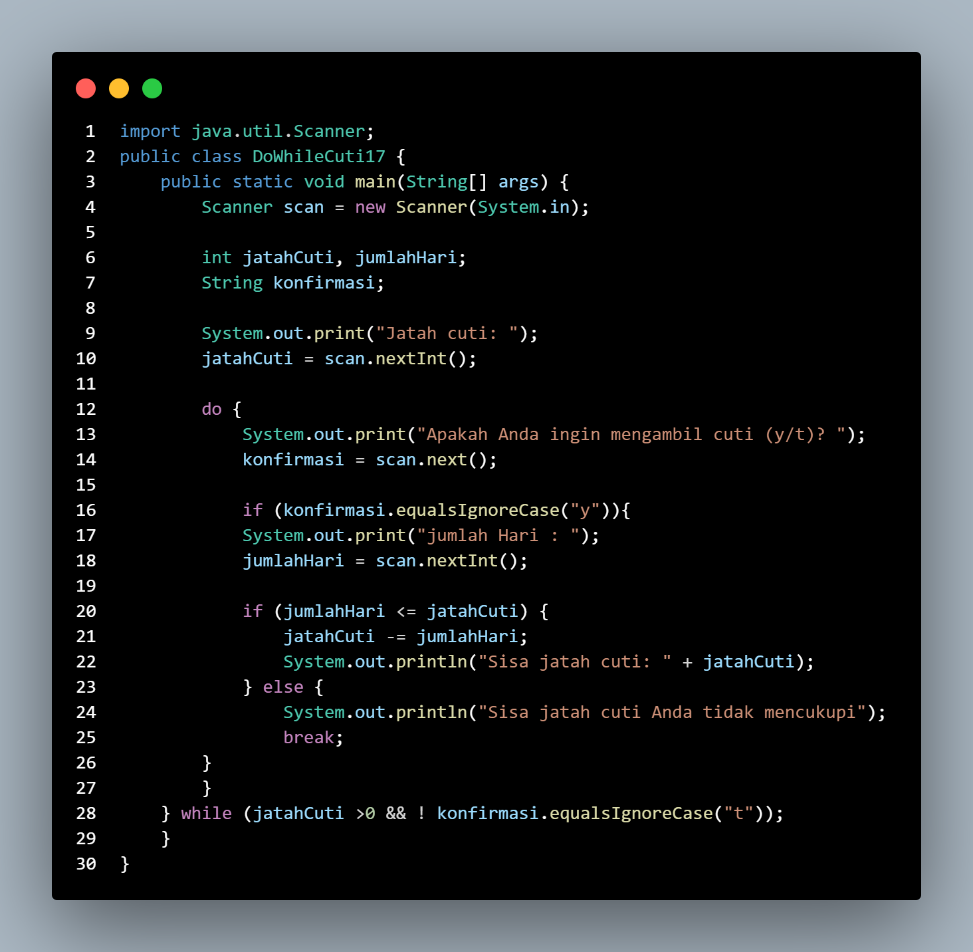 1 import java.util.Scanner;
2 public class DoWhileCuti17 {
3     public static void main(String[] args) {
4         Scanner scan = new Scanner(System.in);
5
6         int jatahCuti, jumlahHari;
7         String konfirmasi;
8
9         System.out.print("Jatah cuti: ");
10         jatahCuti = scan.nextInt();
11
12         do {
13             System.out.print("Apakah Anda ingin mengambil cuti (y/t)? ");
14             konfirmasi = scan.next();
15
16             if (konfirmasi.equalsIgnoreCase("y")){
17             System.out.print("jumlah Hari : ");
18             jumlahHari = scan.nextInt();
19
20             if (jumlahHari <= jatahCuti) {
21                 jatahCuti -= jumlahHari;
22                 System.out.println("Sisa jatah cuti: " + jatahCuti);
23             } else {
24                 System.out.println("Sisa jatah cuti Anda tidak mencukupi");
25                 break;
26         }
27         }
28     } while (jatahCuti >0 && ! konfirmasi.equalsIgnoreCase("t"));
29     }
30 }